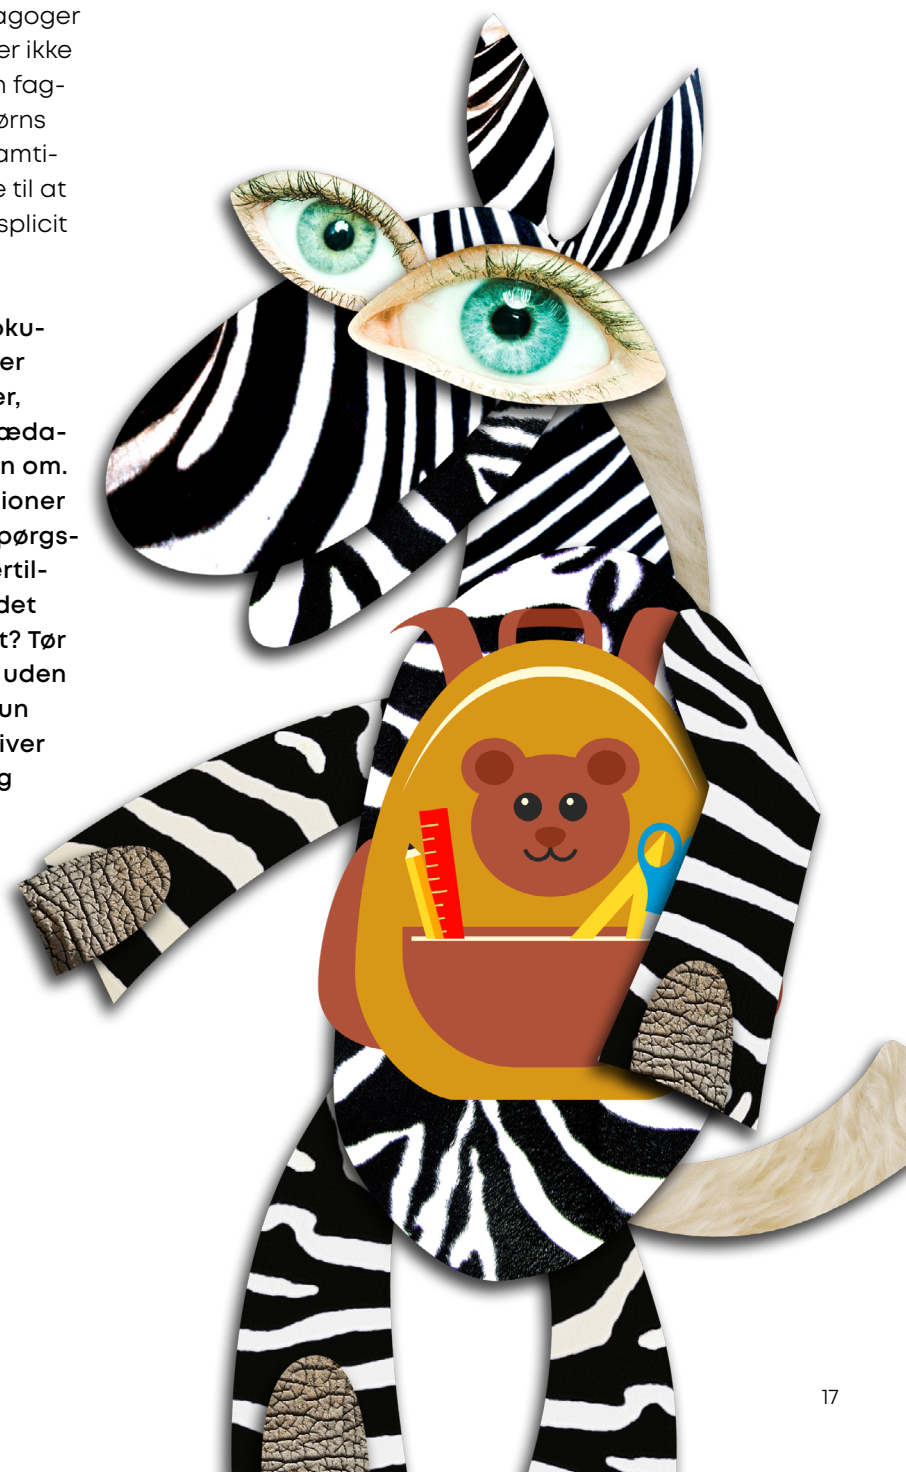 agoger
er ikke
n fag-
ørns
amti-
e til at
splicit
oku-
er
er,
æda-
n om.
ioner
pørgs-
rtil-
det
t? Tør
uden
un
iver
g
17